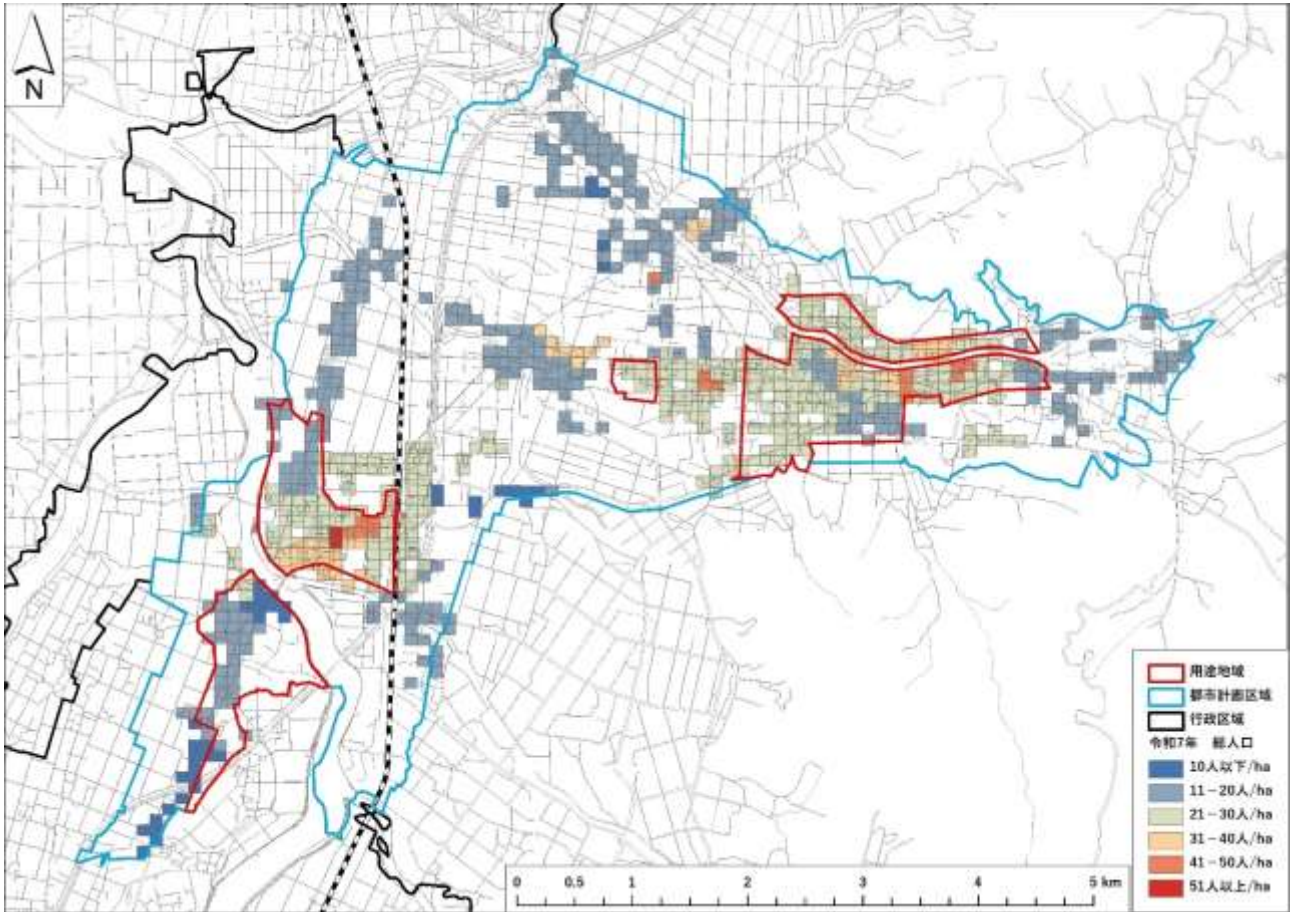 N
用途地域
都市計画区域
行政区域
令和7年 総人口
10人以下/ha
11－20人/ha
21－30人/ha
31－40人/ha
41－50人/ha
51人以上/ha
0 0.5 1 2 3 4 5 km